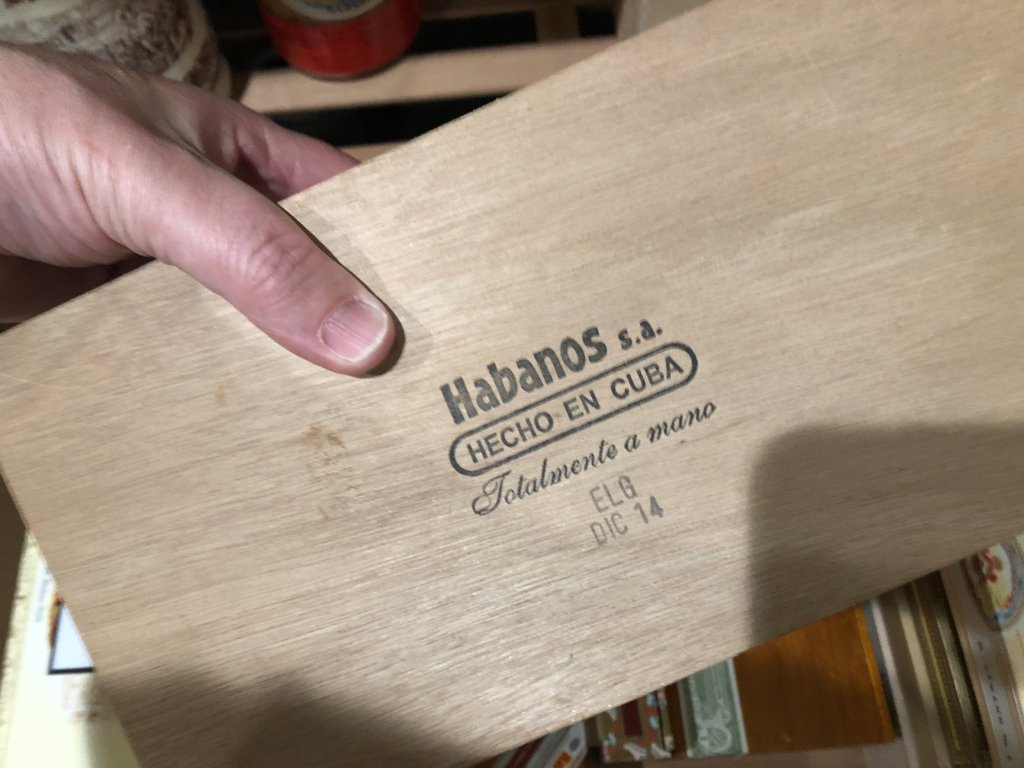 Habanos s.a.
HECHO EN CUBA
Totalmente a mano
ELG
DIC 14